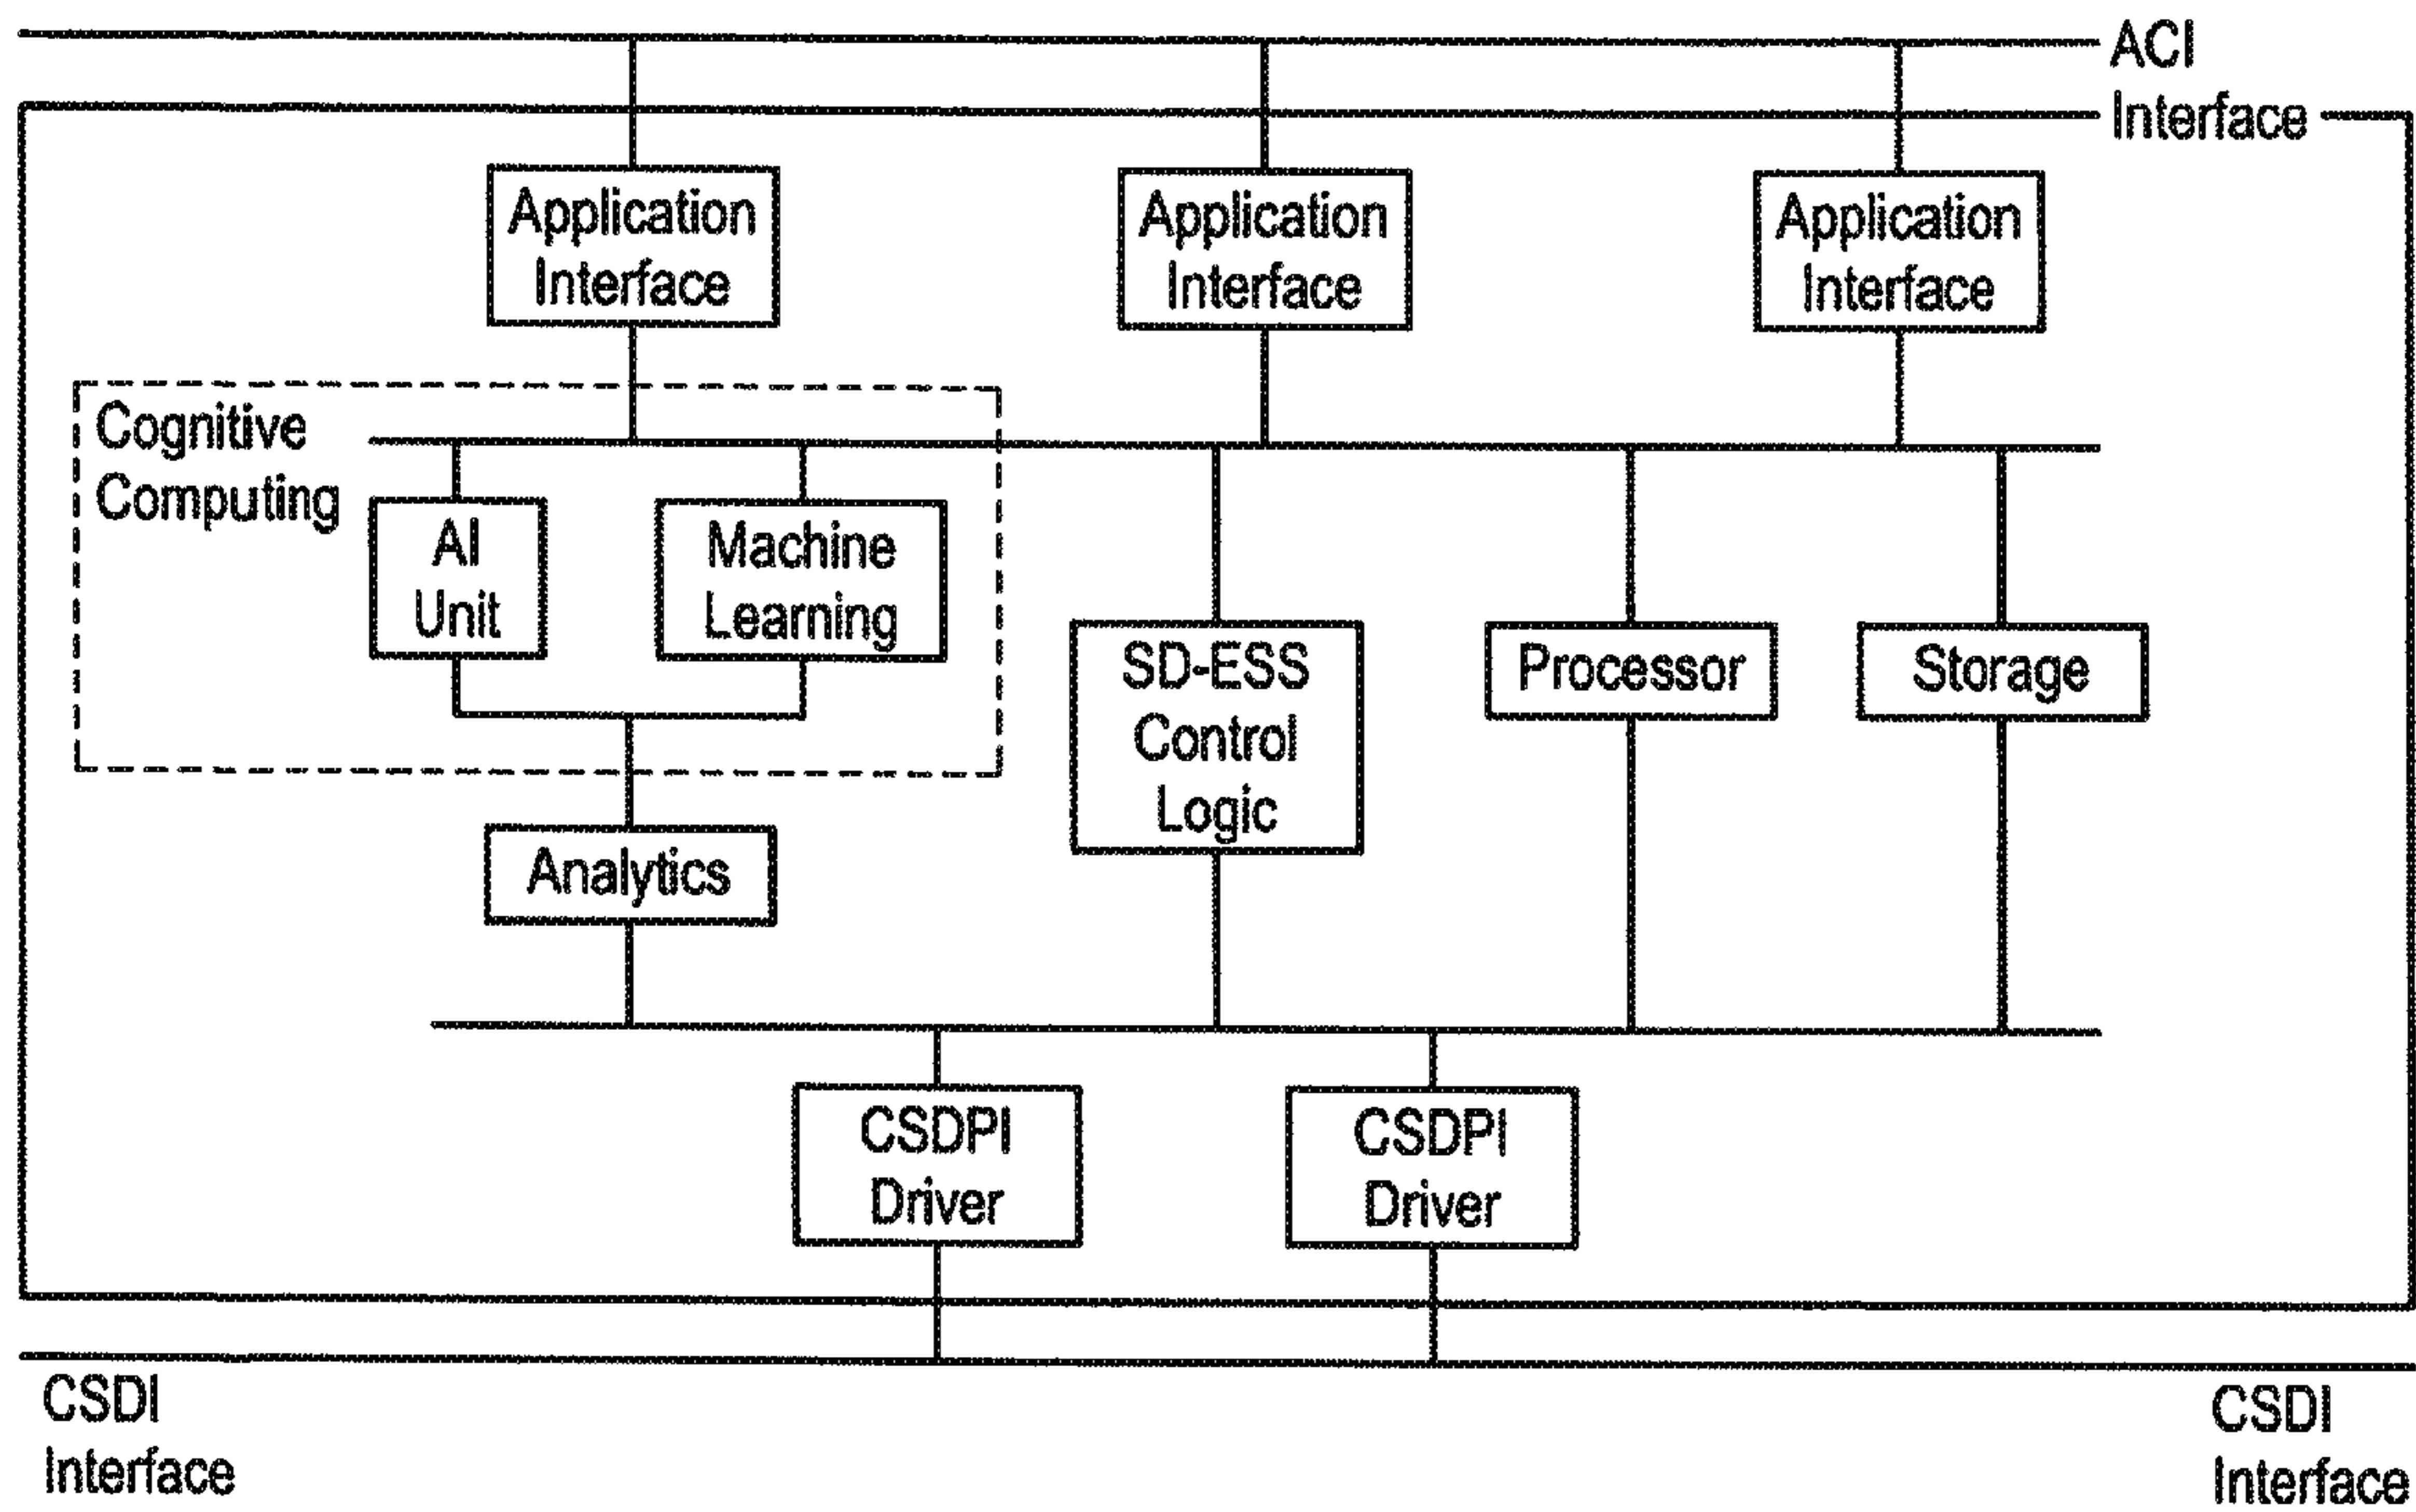 ACI
Interface
Application
Interface
Application
Interface
Application
Interface
Cognitive
Computing
AI
Unit
Machine
Learning
SD-ESS
Control
Logic
Processor
Storage
Analytics
CSDPI
Driver
CSDPI
Driver
CSDI
Interface
CSDI
Interface